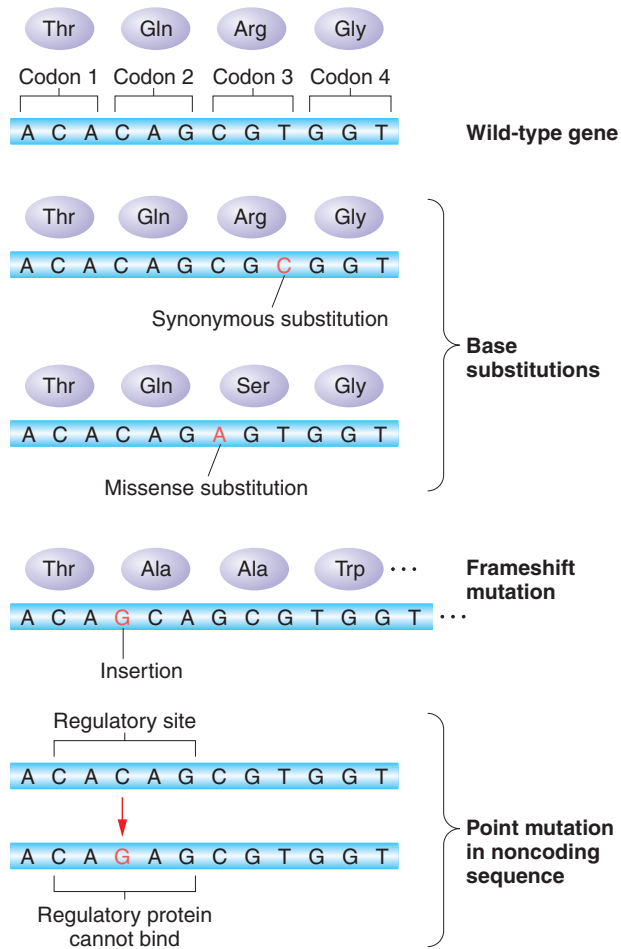 Thr Gln Arg Gly
Codon 1 Codon 2 Codon 3 Codon 4
A C A C A G C G T G G T
Wild-type gene
Thr Gln Arg Gly
A C A C A G C G C G G T
Synonymous substitution
Base
substitutions
Thr Gln Ser Gly
A C A C A G A G T G G T
Missense substitution
Thr Ala Ala Trp ...
Frameshift
mutation
A C A G C A G C G T G G T ...
Insertion
Regulatory site
A C A C A G C G T G G T
Point mutation
in noncoding
sequence
A C A G A G C G T G G T
Regulatory protein
cannot bind